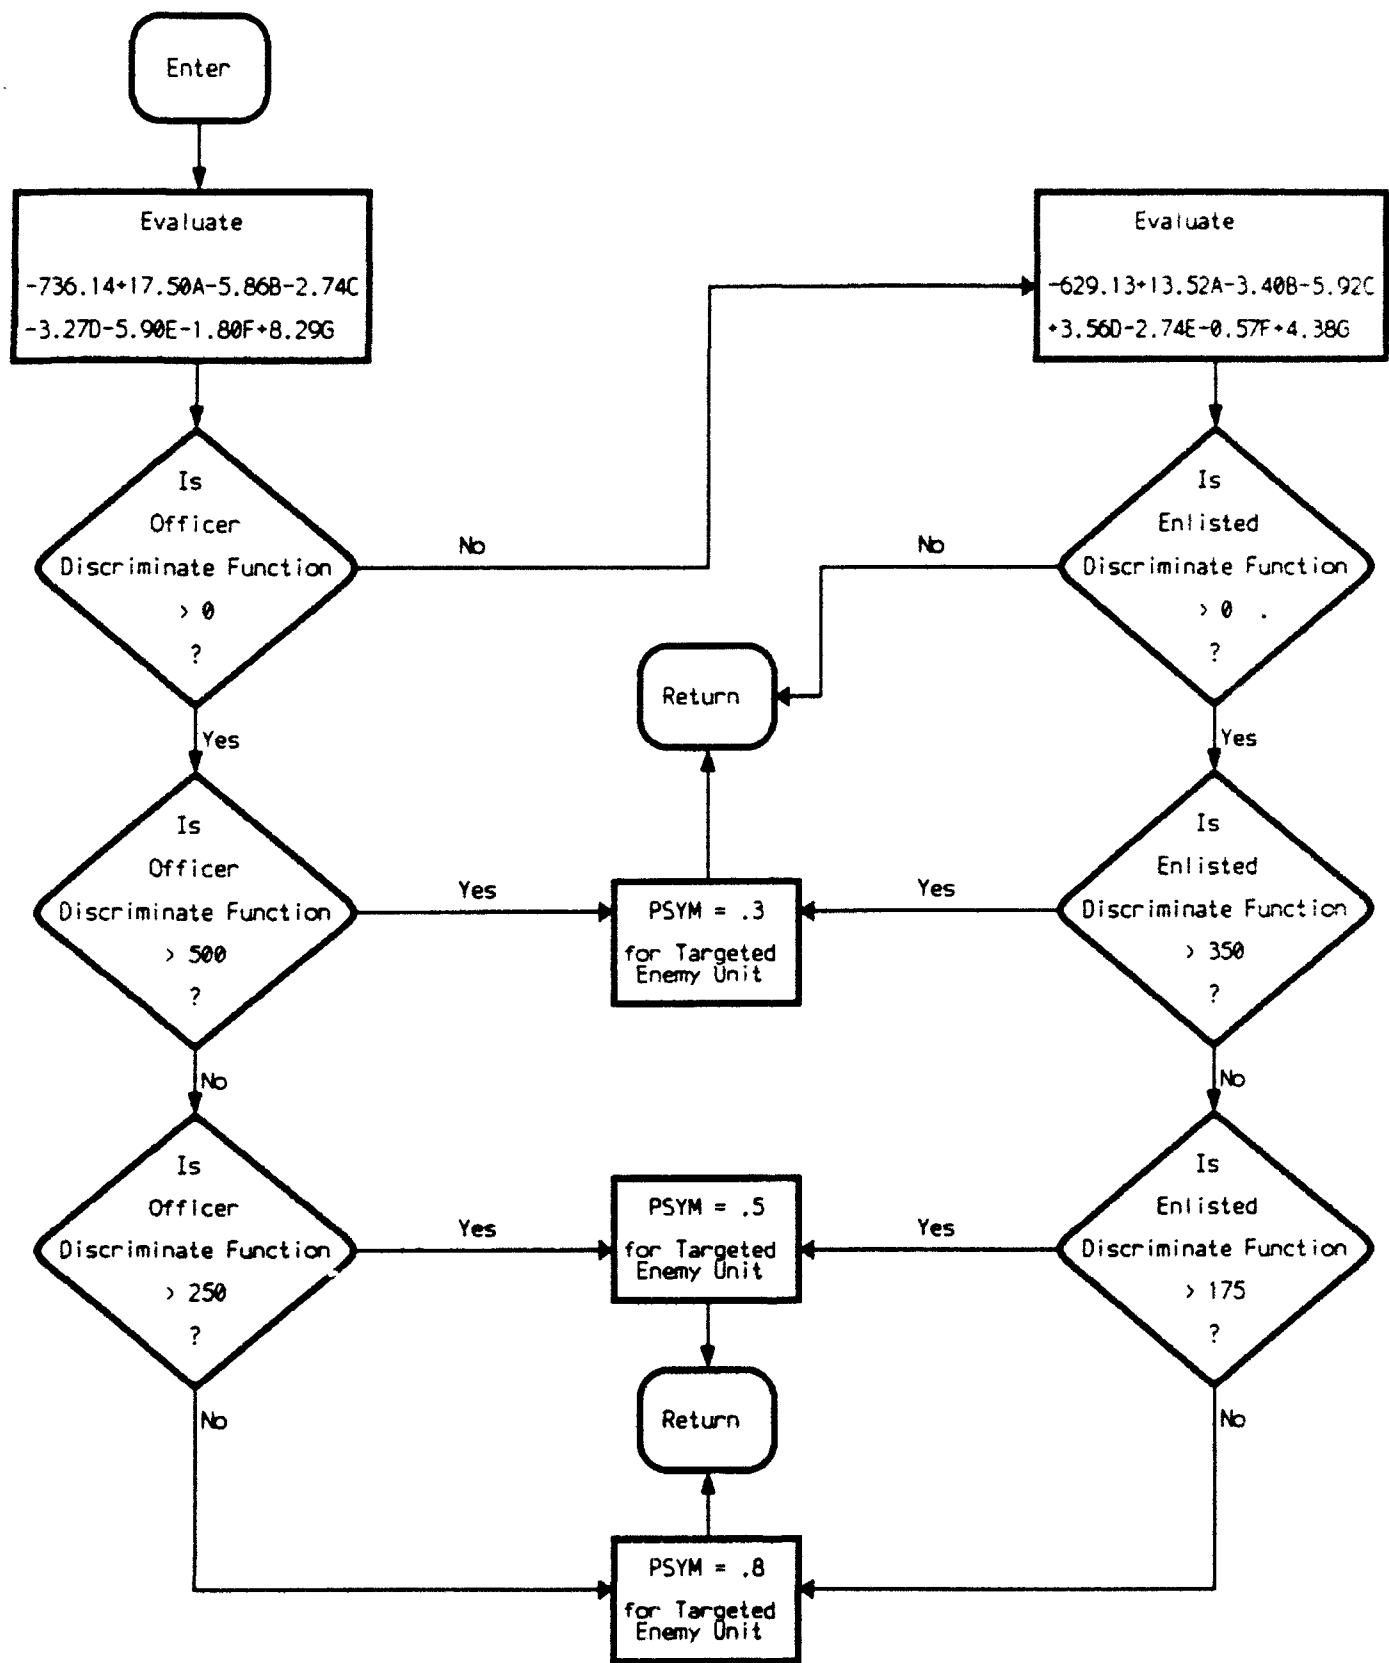 Enter
Evaluate
-736.14+17.50A-5.86B-2.74C
-3.27D-5.90E-1.80F+8.29G
Evaluate
-629.13+13.52A-3.40B-5.92C
+3.56D-2.74E-0.57F+4.38G
Is
Officer
Discriminate Function
> 0
?
No
Yes
Is
Enlisted
Discriminate Function
> 0
?
No
Yes
Return
Is
Officer
Discriminate Function
> 500
?
Yes
No
PSYM = .3
for Targeted
Enemy Unit
Is
Enlisted
Discriminate Function
> 350
?
Yes
No
Is
Officer
Discriminate Function
> 250
?
Yes
No
PSYM = .5
for Targeted
Enemy Unit
Is
Enlisted
Discriminate Function
> 175
?
Yes
No
Return
PSYM = .8
for Targeted
Enemy Unit